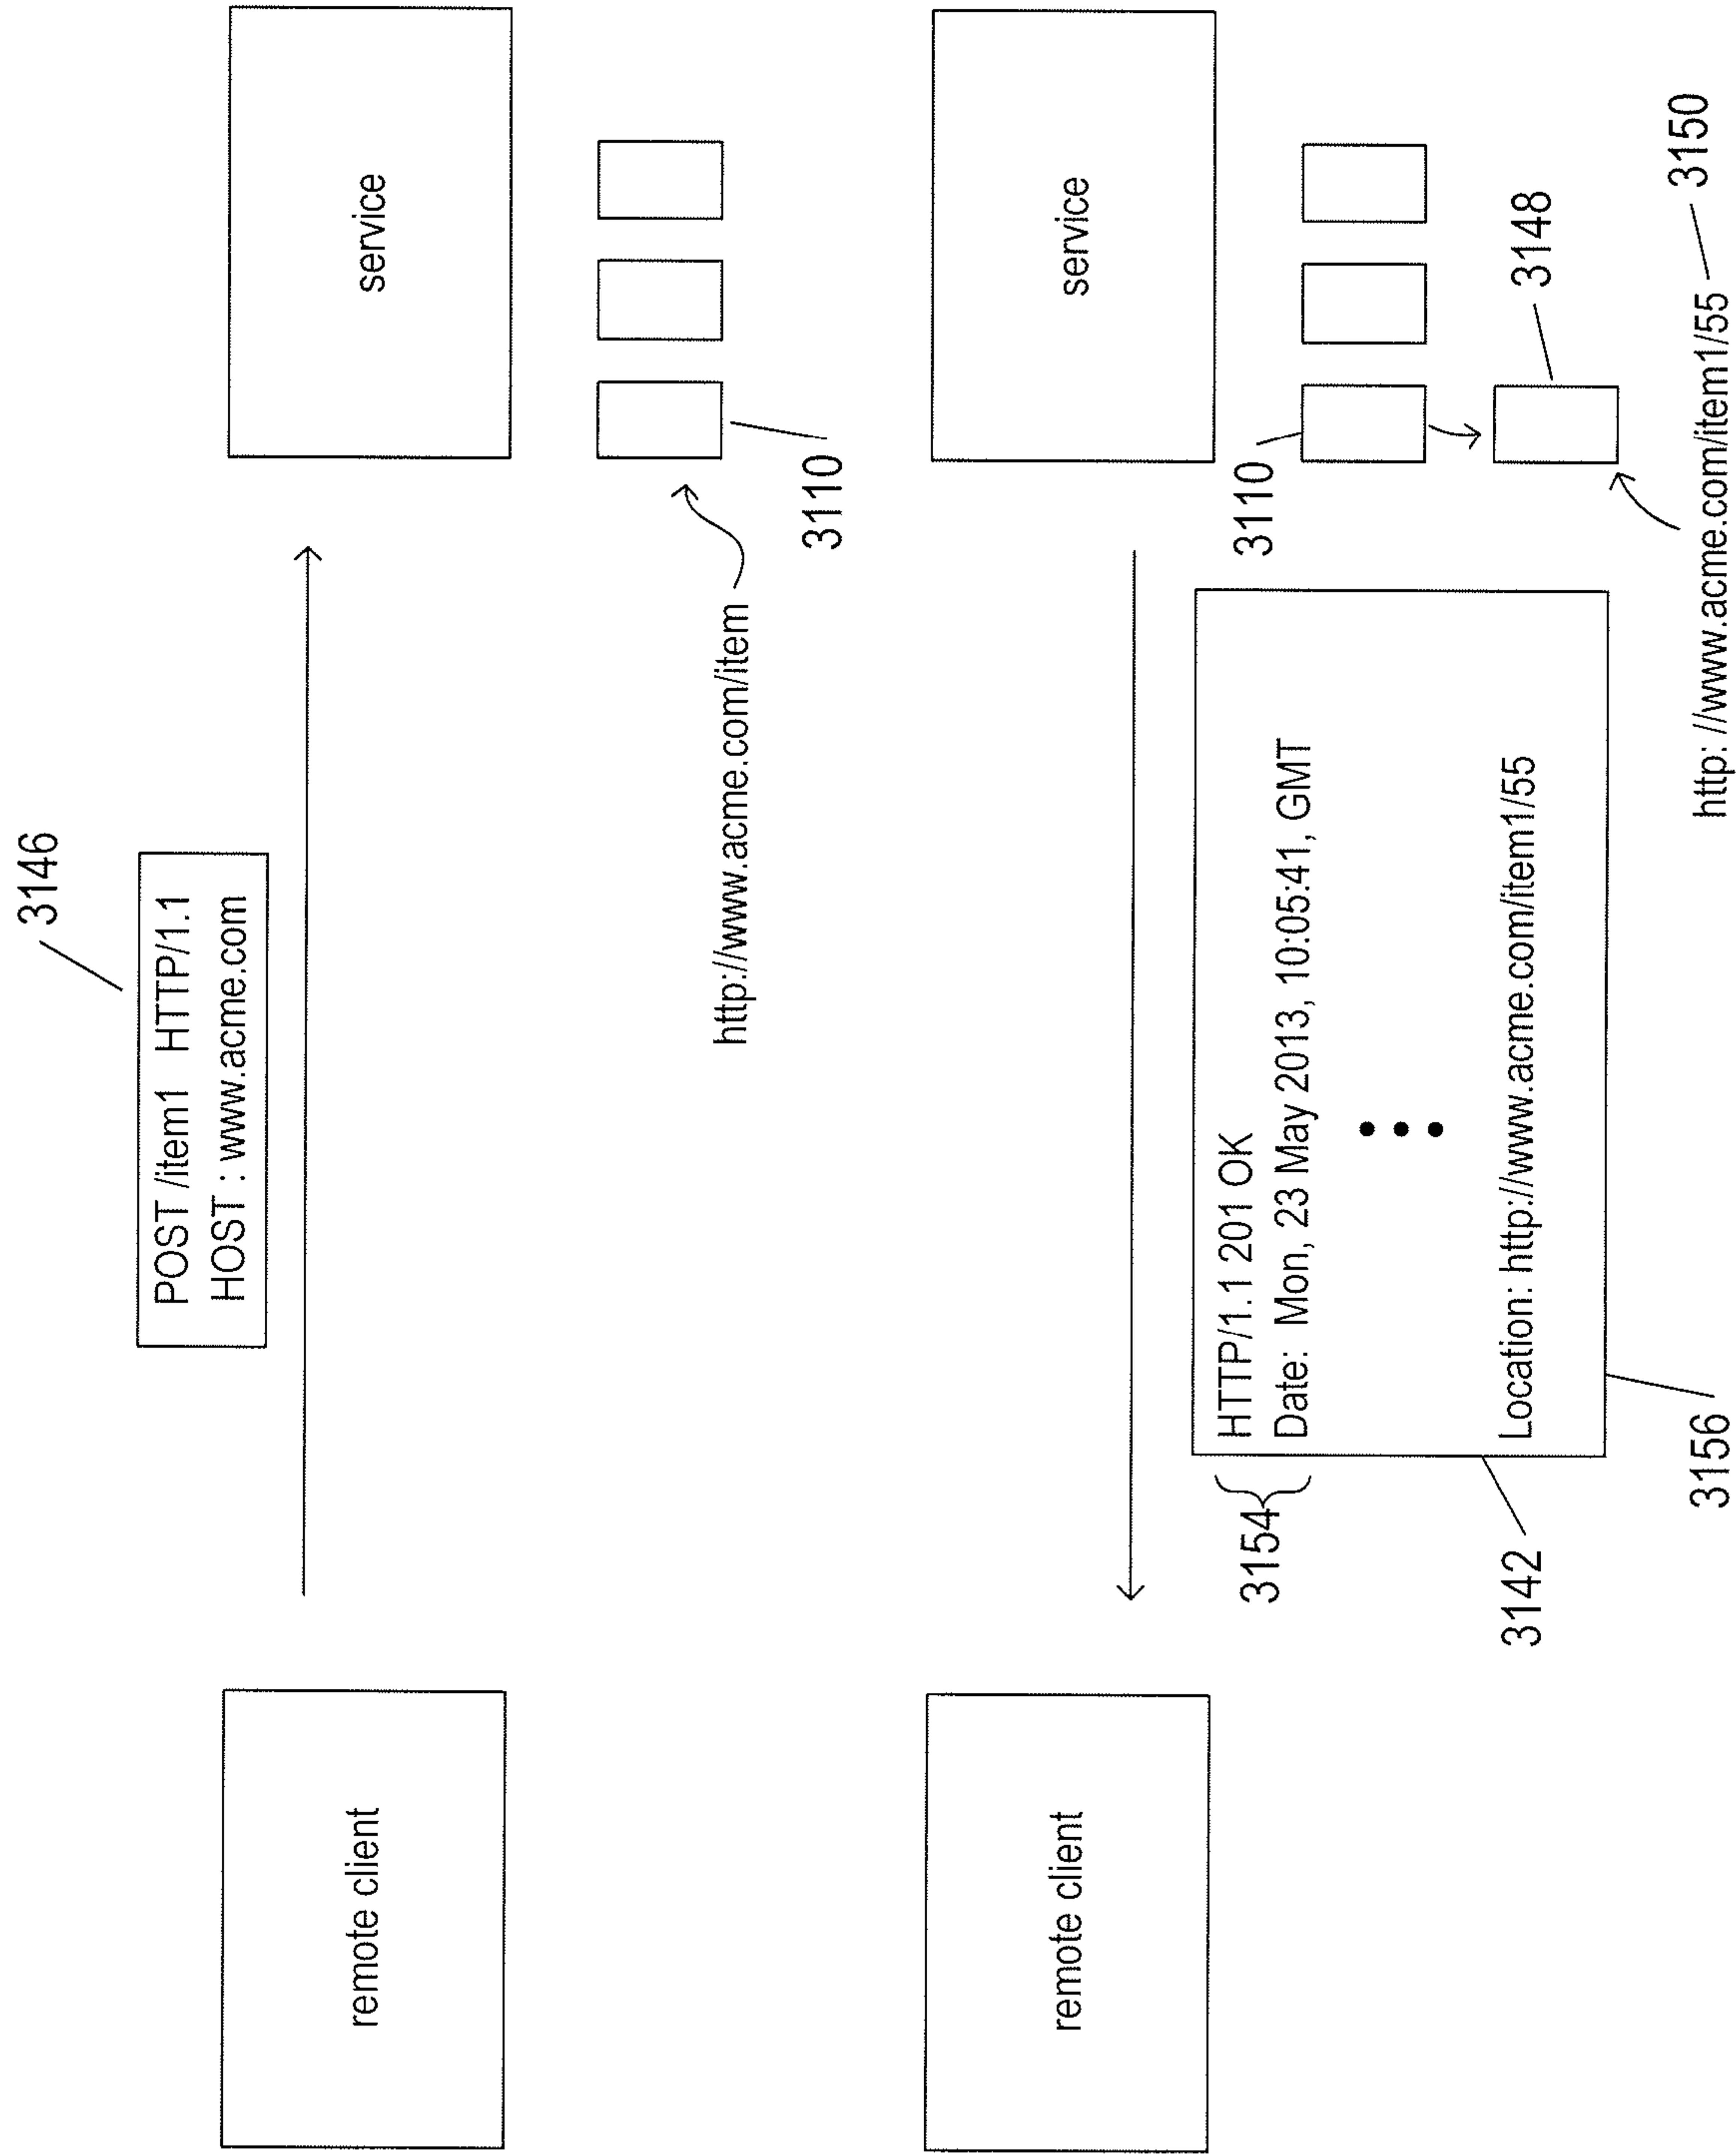 3146
POST /item1 HTTP/1.1
HOST : www.acme.com
remote client
service
http://www.acme.com/item
3110
remote client
service
HTTP/1.1 201 OK
Date: Mon, 23 May 2013, 10:05:41, GMT
Location: http://www.acme.com/item1/55
3154
3142
3156
3110
3148
http: //www.acme.com/item1/55
3150